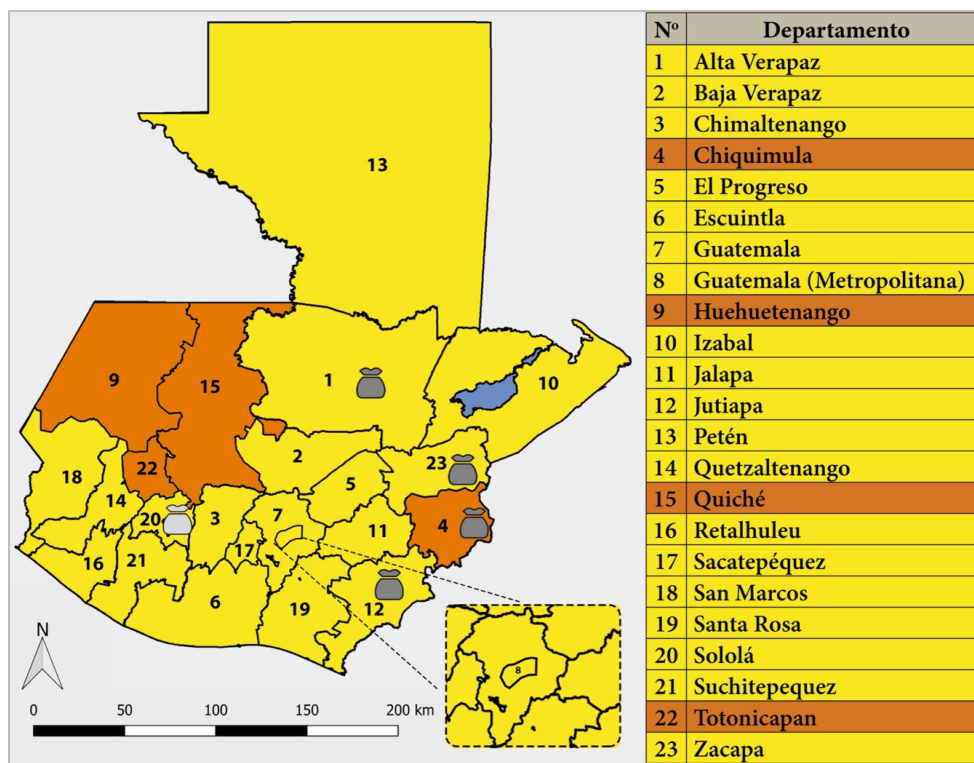 13
9
15
1
10
18
22
2
23
14
5
20
3
7
4
11
17
16
21
6
19
12
8
N
0 50 100 150 200 km
Nº Departamento
1 Alta Verapaz
2 Baja Verapaz
3 Chimaltenango
4 Chiquimula
5 El Progreso
6 Escuintla
7 Guatemala
8 Guatemala (Metropolitana)
9 Huehuetenango
10 Izabal
11 Jalapa
12 Jutiapa
13 Petén
14 Quetzaltenango
15 Quiché
16 Retalhuleu
17 Sacatepéquez
18 San Marcos
19 Santa Rosa
20 Sololá
21 Suchitepequez
22 Totonicapan
23 Zacapa